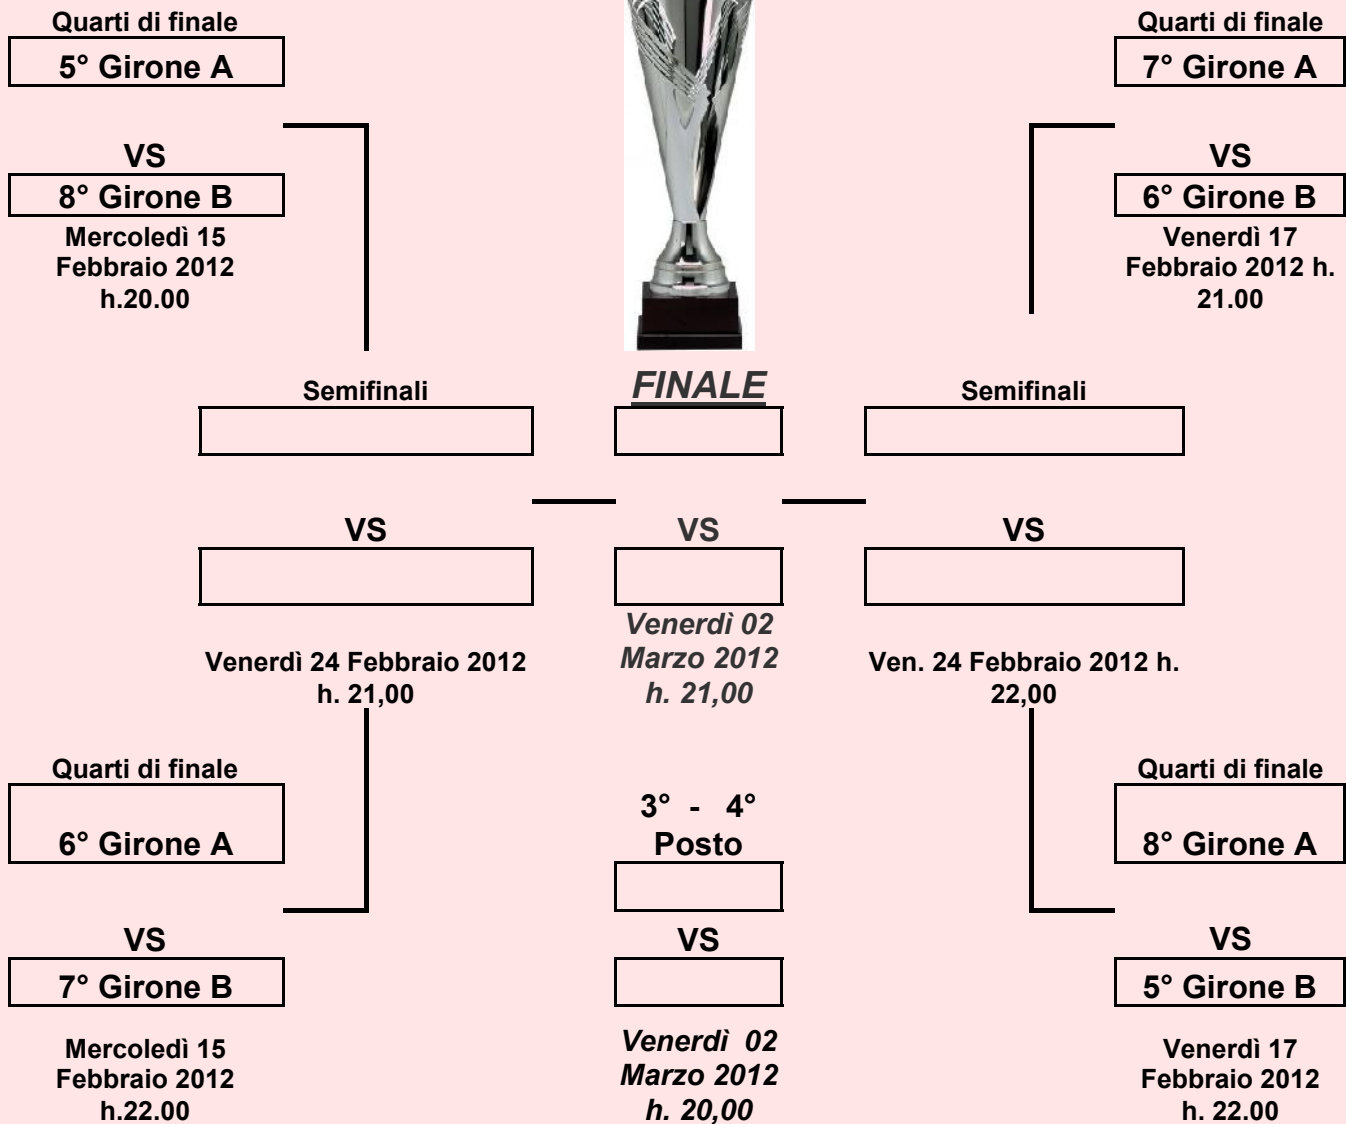 Quarti di finale
5° Girone A
VS
8° Girone B
Mercoledì 15
Febbraio 2012
h.20.00
Quarti di finale
7° Girone A
VS
6° Girone B
Venerdì 17
Febbraio 2012 h.
21.00
Semifinali
VS
Venerdì 24 Febbraio 2012
h. 21,00
FINALE
VS
Venerdì 02
Marzo 2012
h. 21,00
Semifinali
VS
Ven. 24 Febbraio 2012 h.
22,00
Quarti di finale
6° Girone A
VS
7° Girone B
Mercoledì 15
Febbraio 2012
h.22.00
3° - 4°
Posto
VS
Venerdì 02
Marzo 2012
h. 20,00
Quarti di finale
8° Girone A
VS
5° Girone B
Venerdì 17
Febbraio 2012
h. 22.00